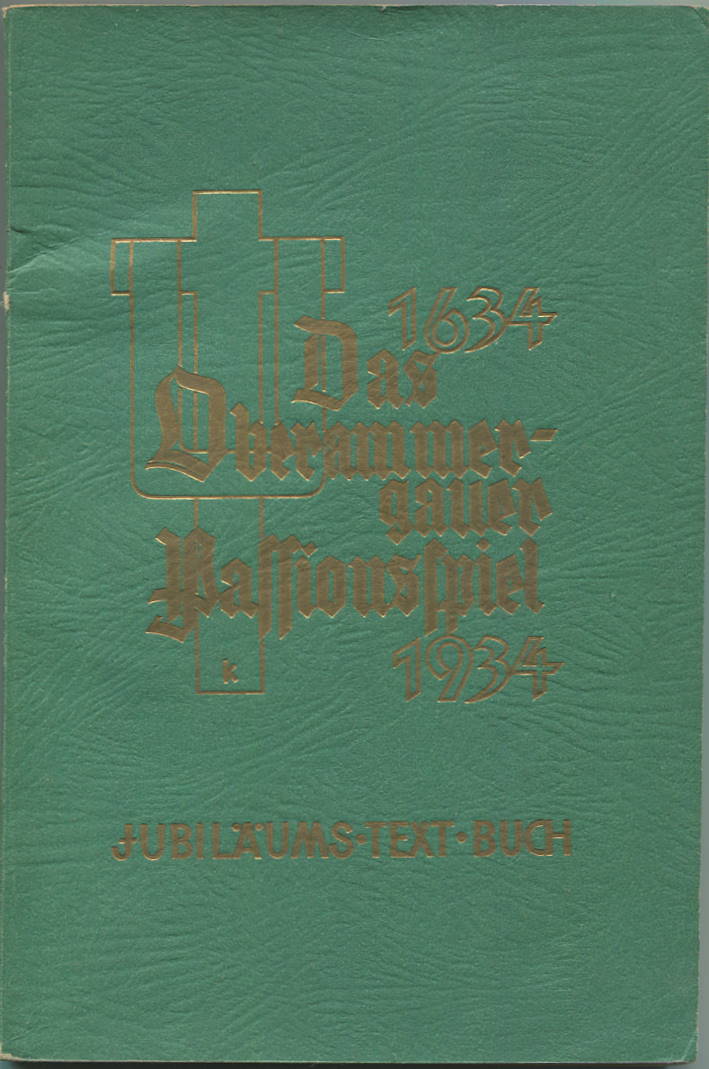 1634
Das
Oberammer-
gauer
Passionsspiel
1934
k
JUBILÄUMS·TEXT·BUCH